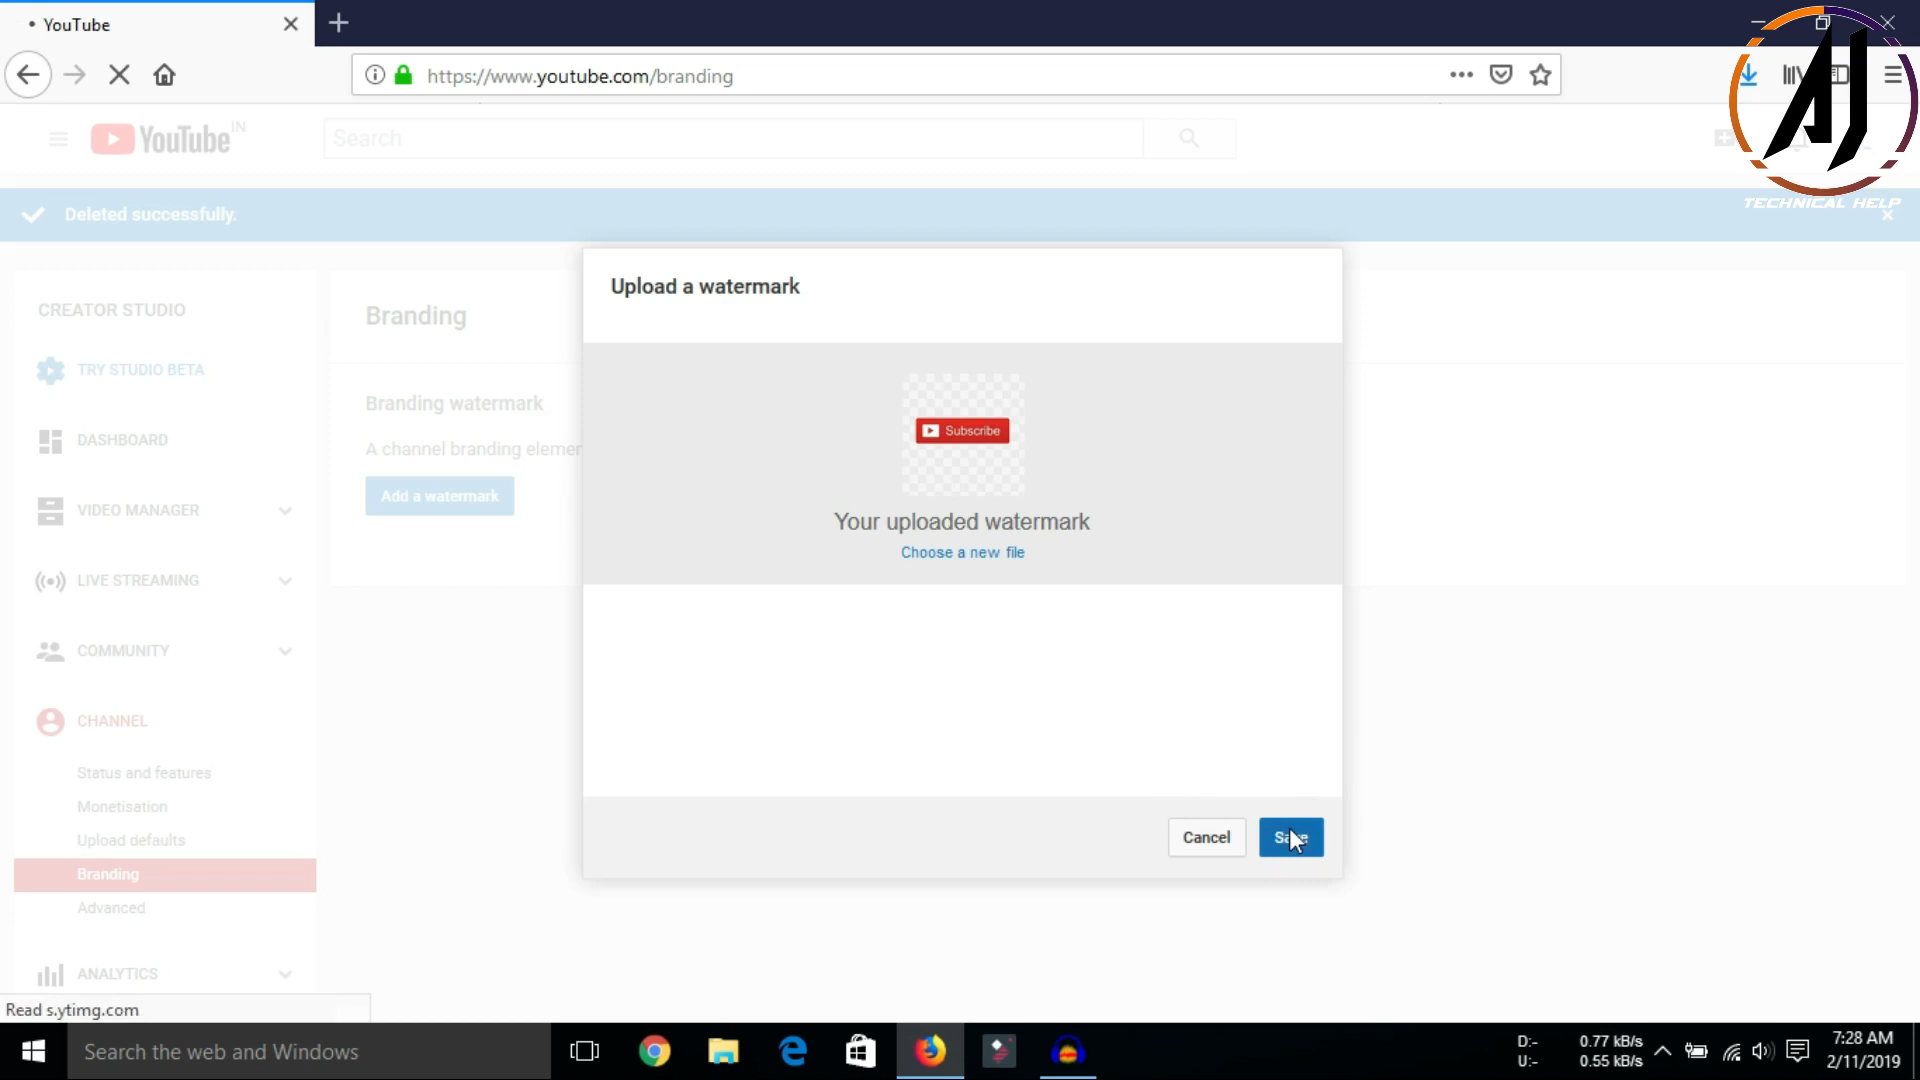 YouTube
https://www.youtube.com/branding
YouTube IN
Search
TECHNICAL HELP
Deleted successfully.
Upload a watermark
CREATOR STUDIO
Branding
TRY STUDIO BETA
Branding watermark
Subscribe
DASHBOARD
A channel branding elemen
Add a watermark
VIDEO MANAGER
Your uploaded watermark
Choose a new file
LIVE STREAMING
COMMUNITY
CHANNEL
Status and features
Monetisation
Upload defaults
Cancel
Save
Branding
Advanced
ANALYTICS
Read s.ytimg.com
Search the web and Windows
D:- 0.77 kB/s
U:- 0.55 kB/s
7:28 AM
2/11/2019